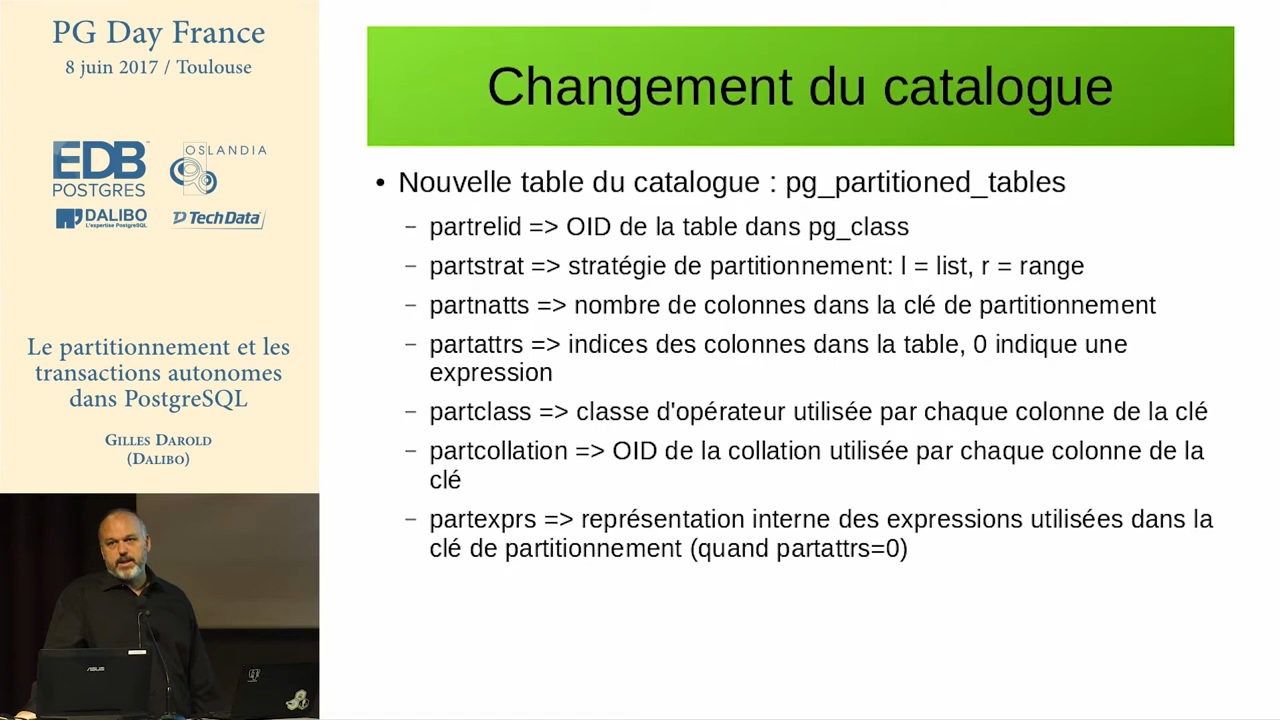 PG Day France
8 juin 2017 / Toulouse
EDB
POSTGRES
OSLANDIA
DALIBO
L'expertise PostgreSQL
Tech Data
Le partitionnement et les
transactions autonomes
dans PostgreSQL
Gilles Darold
(Dalibo)
ASUS
Changement du catalogue
• Nouvelle table du catalogue : pg_partitioned_tables
– partrelid => OID de la table dans pg_class
– partstrat => stratégie de partitionnement: l = list, r = range
– partnatts => nombre de colonnes dans la clé de partitionnement
– partattrs => indices des colonnes dans la table, 0 indique une
expression
– partclass => classe d'opérateur utilisée par chaque colonne de la clé
– partcollation => OID de la collation utilisée par chaque colonne de la
clé
– partexprs => représentation interne des expressions utilisées dans la
clé de partitionnement (quand partattrs=0)